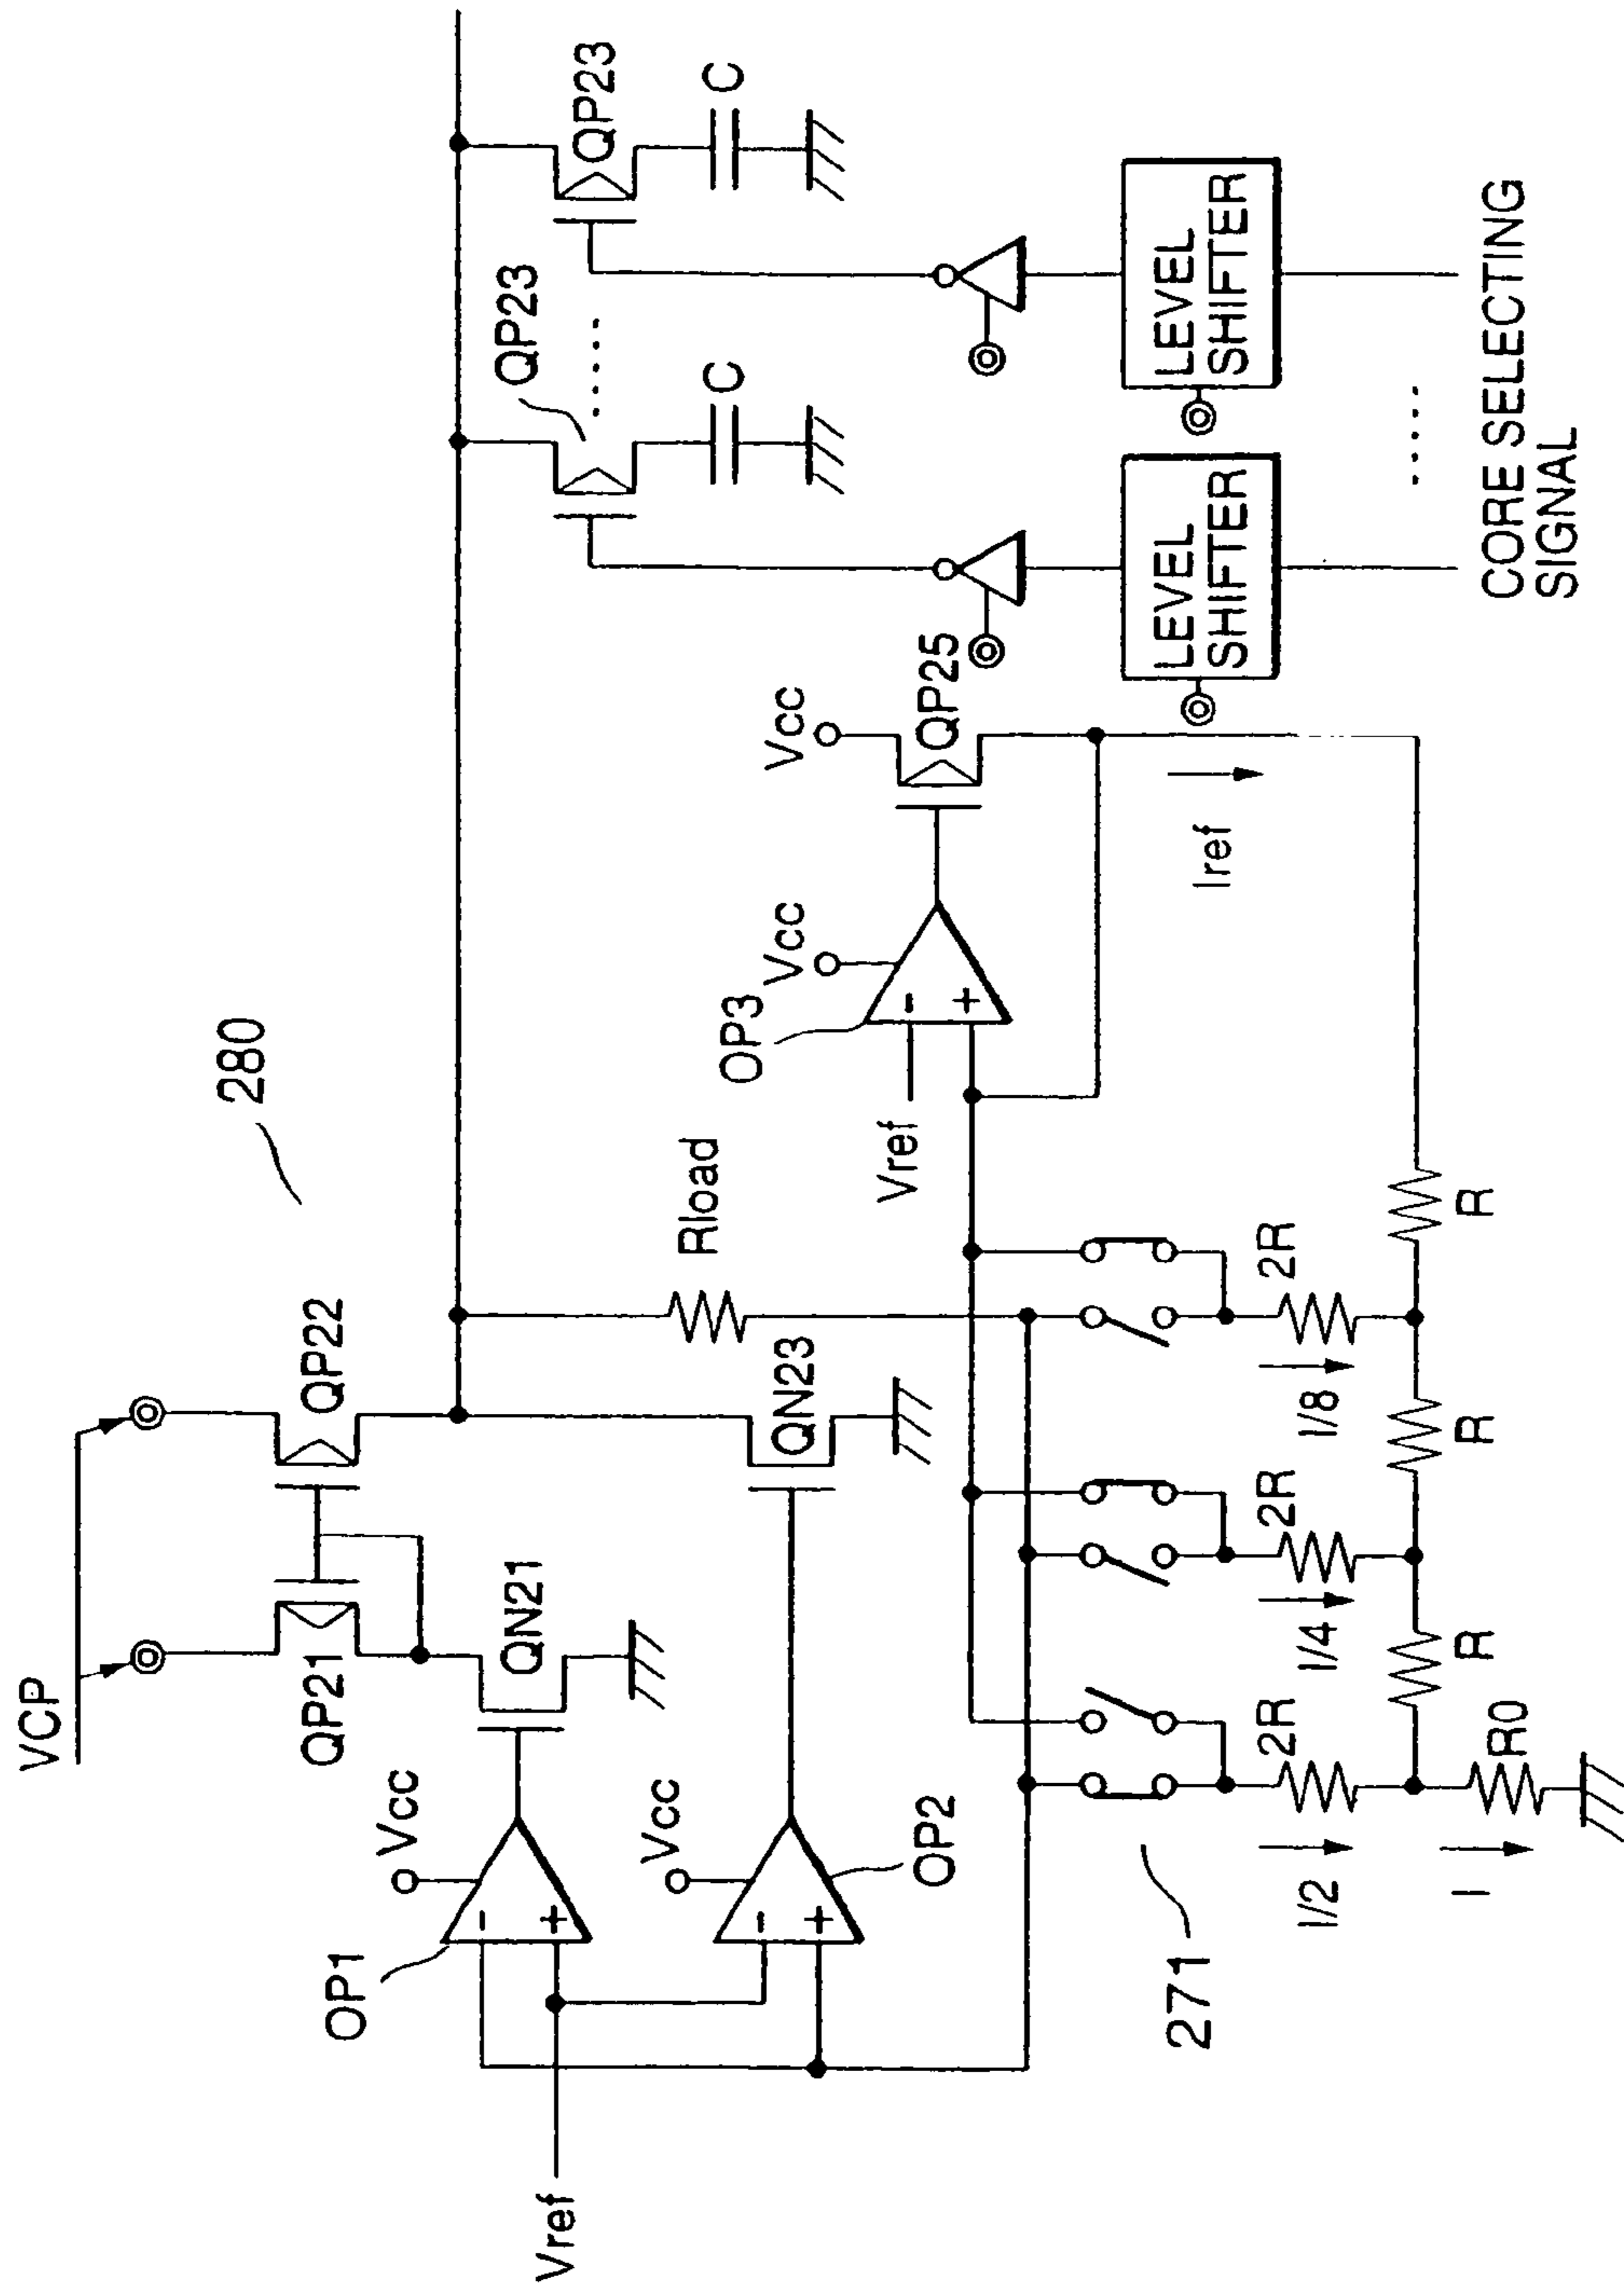 280
VCP
QP21
QP22
QP23
QP23
C
C
Vcc
OP1
QN21
Rload
Vcc
Vcc
QP25
Vref
Vcc
OP2
QN23
Vref
OP3
-
+
-
+
-
+
Iref
LEVEL
SHIFTER
LEVEL
SHIFTER
271
I/2
2R
I/4
2R
I/8
2R
I
R0
R
R
R
CORE SELECTING
SIGNAL